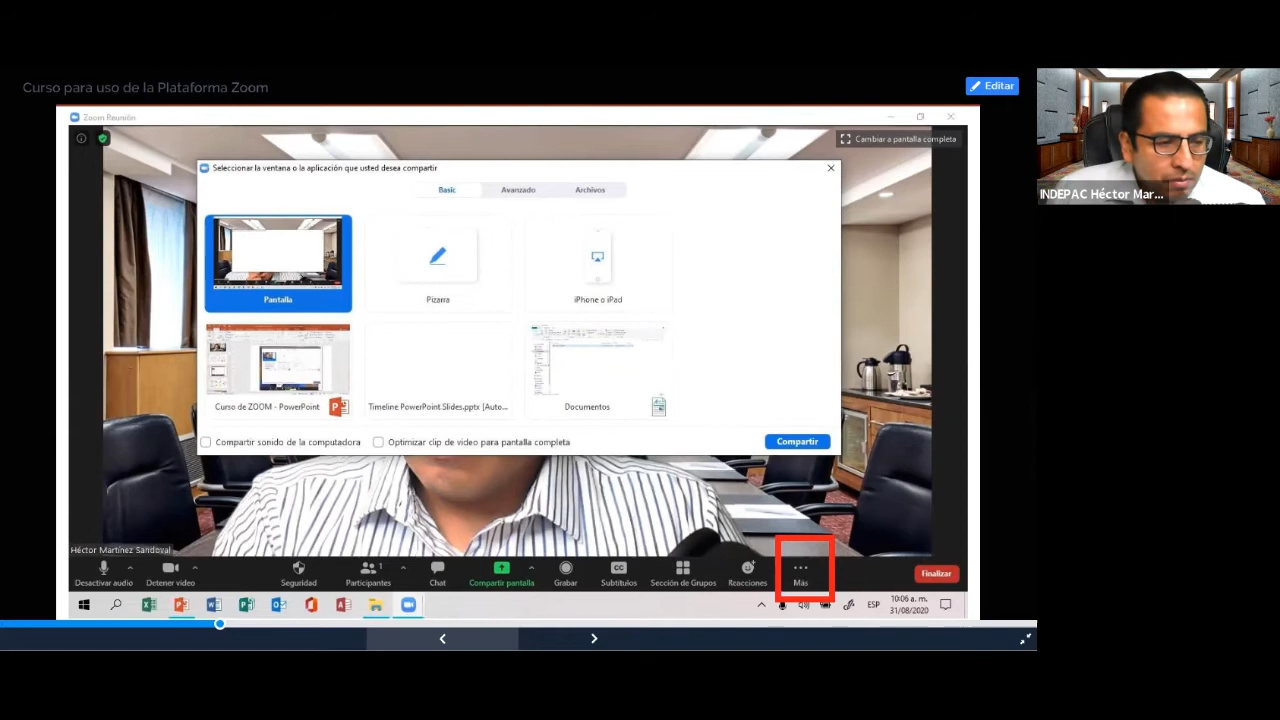 Curso para uso de la Plataforma Zoom
Editar
INDEPAC Héctor Mar...
Zoom Reunión
Cambiar a pantalla completa
Seleccionar la ventana o la aplicación que usted desea compartir
Basic
Avanzado
Archivos
Pantalla
Pizarra
iPhone o iPad
Curso de ZOOM - PowerPoint
Timeline PowerPoint Slides.pptx [Auto...
Documentos
Compartir sonido de la computadora
Optimizar clip de video para pantalla completa
Compartir
Héctor Martínez Sandoval
Desactivar audio
Detener video
Seguridad
Participantes
1
Chat
Compartir pantalla
Grabar
CC
Subtítulos
Sección de Grupos
Reacciones
Más
Finalizar
ESP
10:06 a. m.
31/08/2020